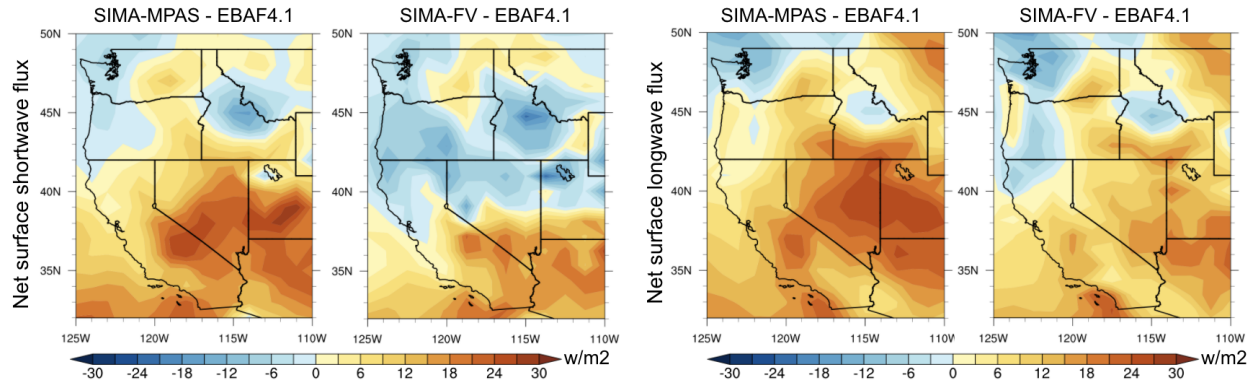 SIMA-MPAS - EBAF4.1
SIMA-FV - EBAF4.1
SIMA-MPAS - EBAF4.1
SIMA-FV - EBAF4.1
Net surface shortwave flux
50N
45N
40N
35N
125W 120W 115W 110W
50N
45N
40N
35N
125W 120W 115W 110W
-30 -24 -18 -12 -6 0 6 12 18 24 30 w/m2
Net surface longwave flux
50N
45N
40N
35N
125W 120W 115W 110W
50N
45N
40N
35N
125W 120W 115W 110W
-30 -24 -18 -12 -6 0 6 12 18 24 30 w/m2